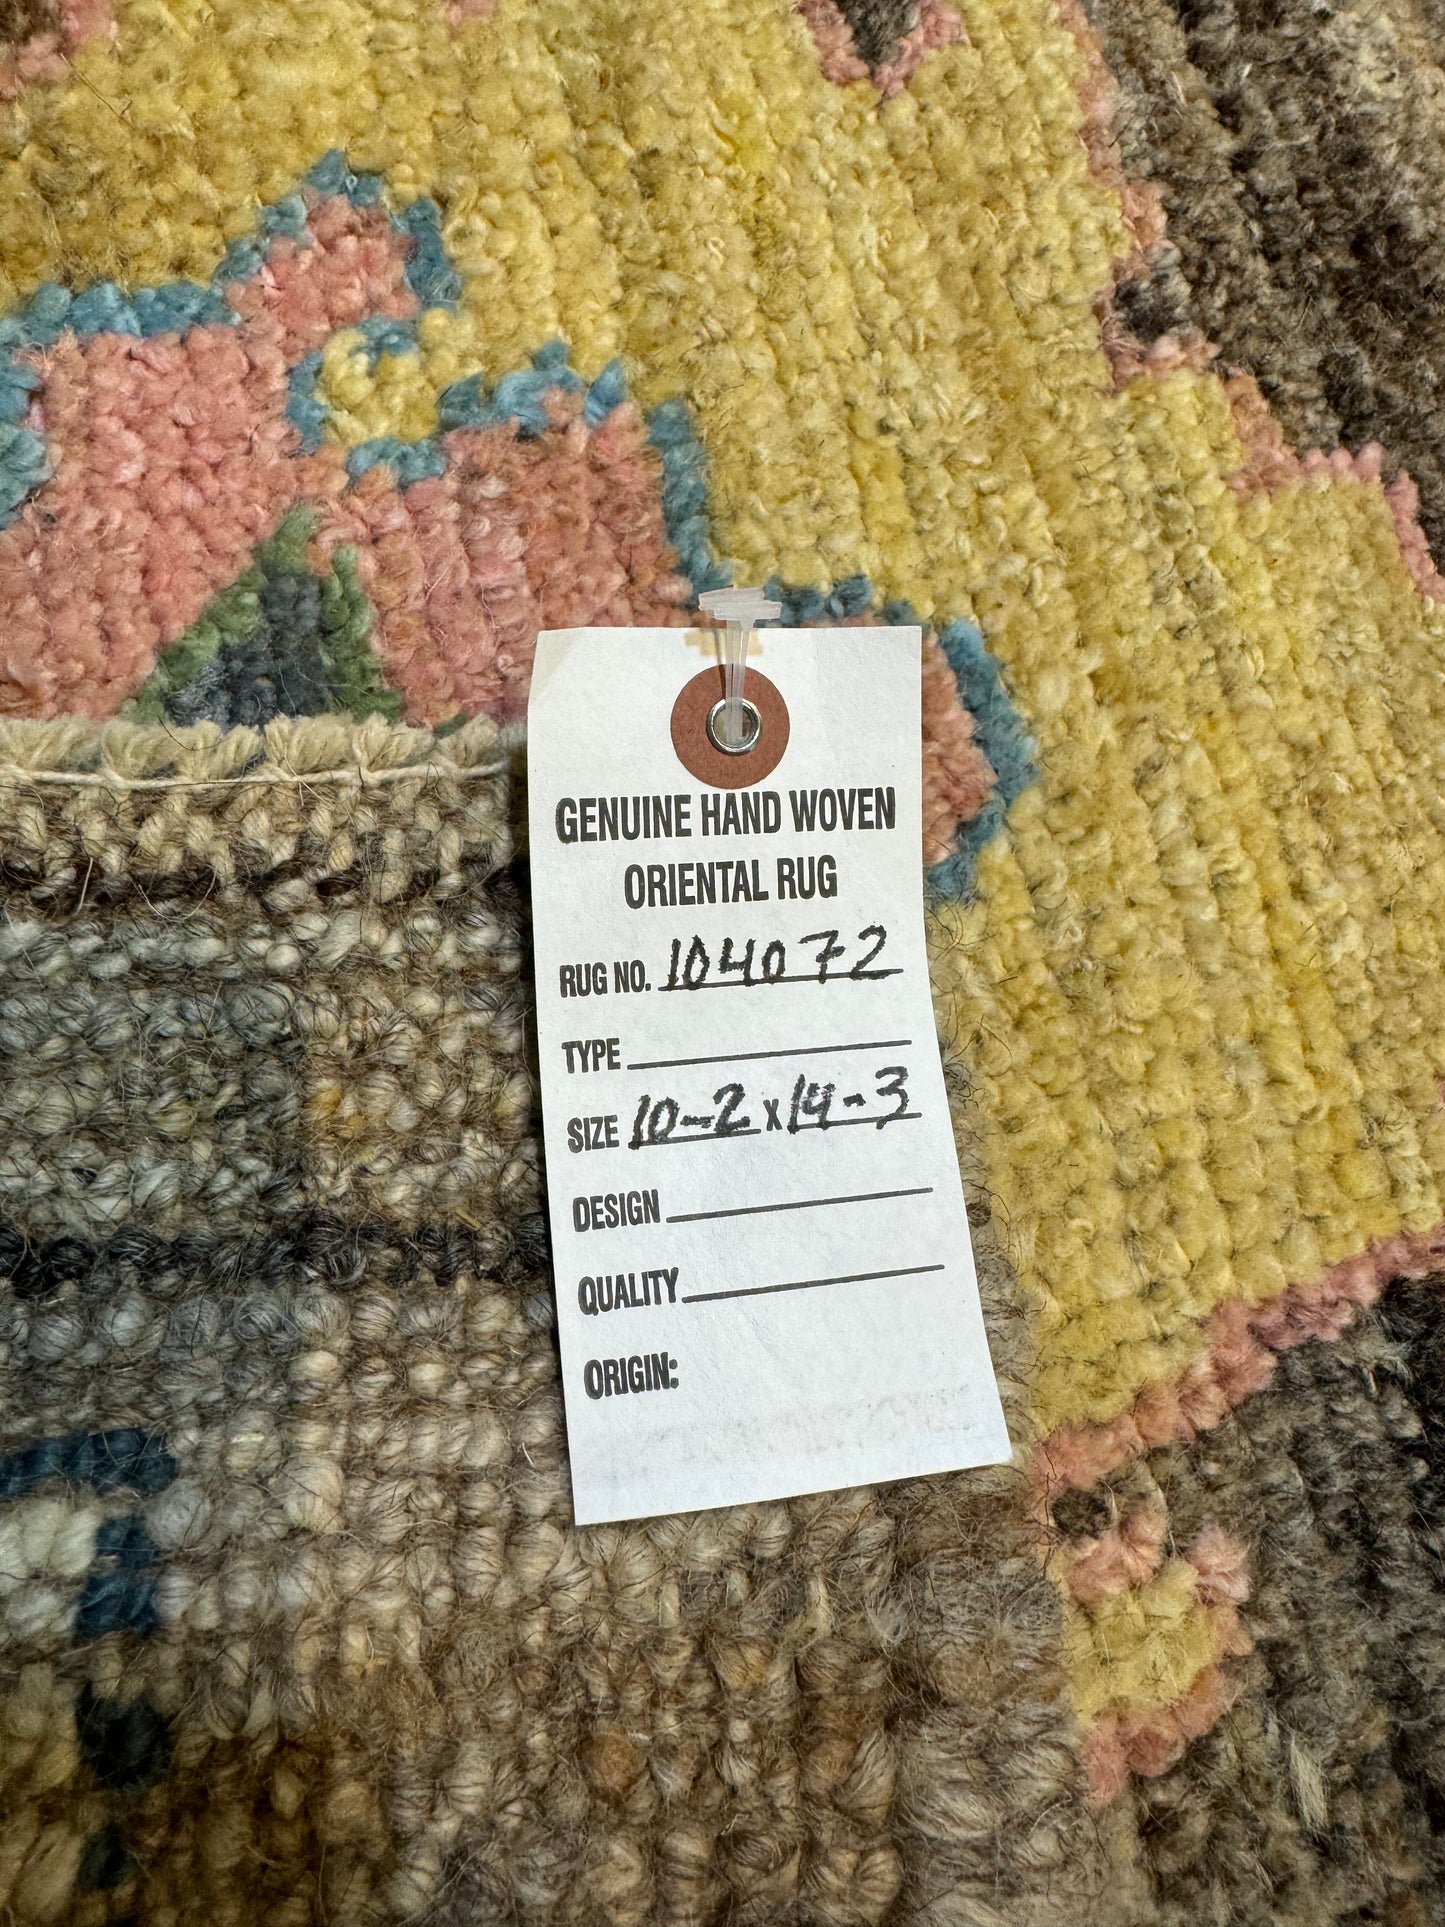 GENUINE HAND WOVEN
ORIENTAL RUG
RUG NO. 104072
TYPE
SIZE 10-2 X 14-3
DESIGN
QUALITY
ORIGIN: